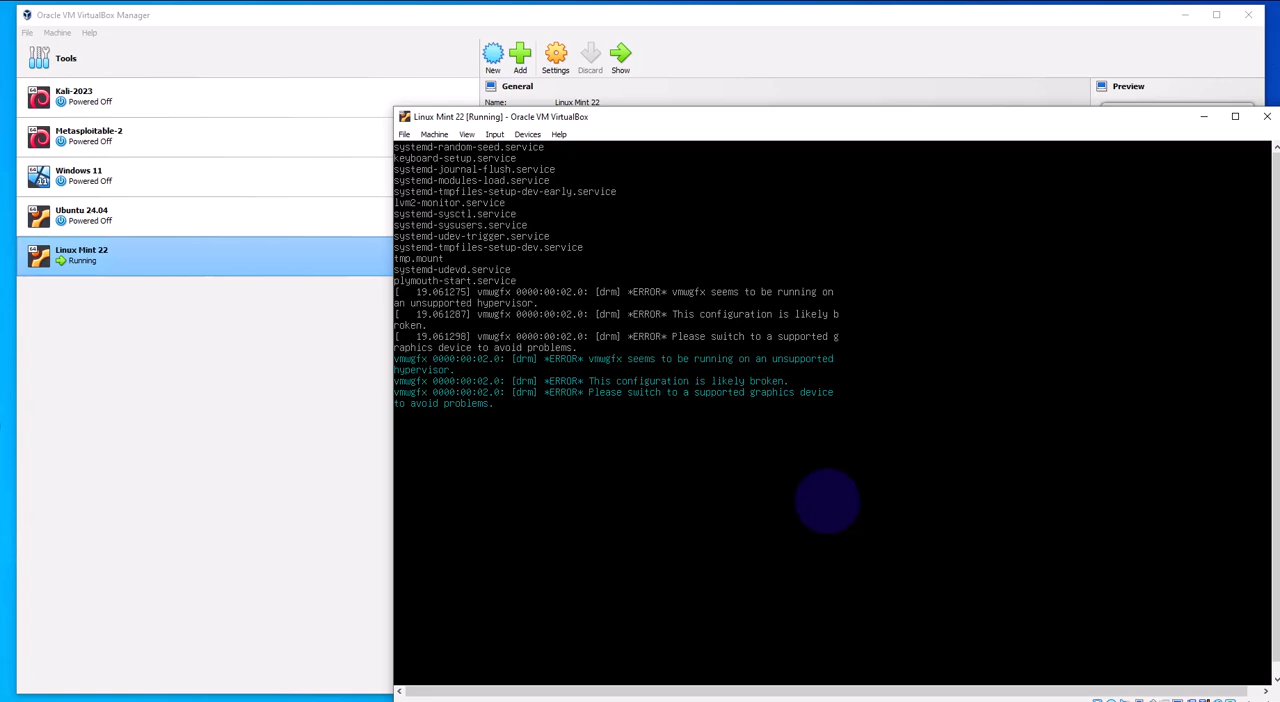 Oracle VM VirtualBox Manager
File Machine Help
Tools
New Add Settings Discard Show
Kali-2023
Powered Off
Metasploitable-2
Powered Off
Windows 11
Powered Off
Ubuntu 24.04
Powered Off
Linux Mint 22
Running
General
Name: Linux Mint 22
Preview
Linux Mint 22 [Running] - Oracle VM VirtualBox
File Machine View Input Devices Help
systemd-random-seed.service
keyboard-setup.service
systemd-journal-flush.service
systemd-modules-load.service
systemd-tmpfiles-setup-dev-early.service
lvm2-monitor.service
systemd-sysctl.service
systemd-sysusers.service
systemd-udev-trigger.service
systemd-tmpfiles-setup-dev.service
tmp.mount
systemd-udevd.service
plymouth-start.service
[   19.061275] vmwgfx 0000:00:02.0: [drm] *ERROR* vmwgfx seems to be running on
an unsupported hypervisor.
[   19.061287] vmwgfx 0000:00:02.0: [drm] *ERROR* This configuration is likely b
roken.
[   19.061298] vmwgfx 0000:00:02.0: [drm] *ERROR* Please switch to a supported g
raphics device to avoid problems.
vmwgfx 0000:00:02.0: [drm] *ERROR* vmwgfx seems to be running on an unsupported
hypervisor.
vmwgfx 0000:00:02.0: [drm] *ERROR* This configuration is likely broken.
vmwgfx 0000:00:02.0: [drm] *ERROR* Please switch to a supported graphics device
to avoid problems.